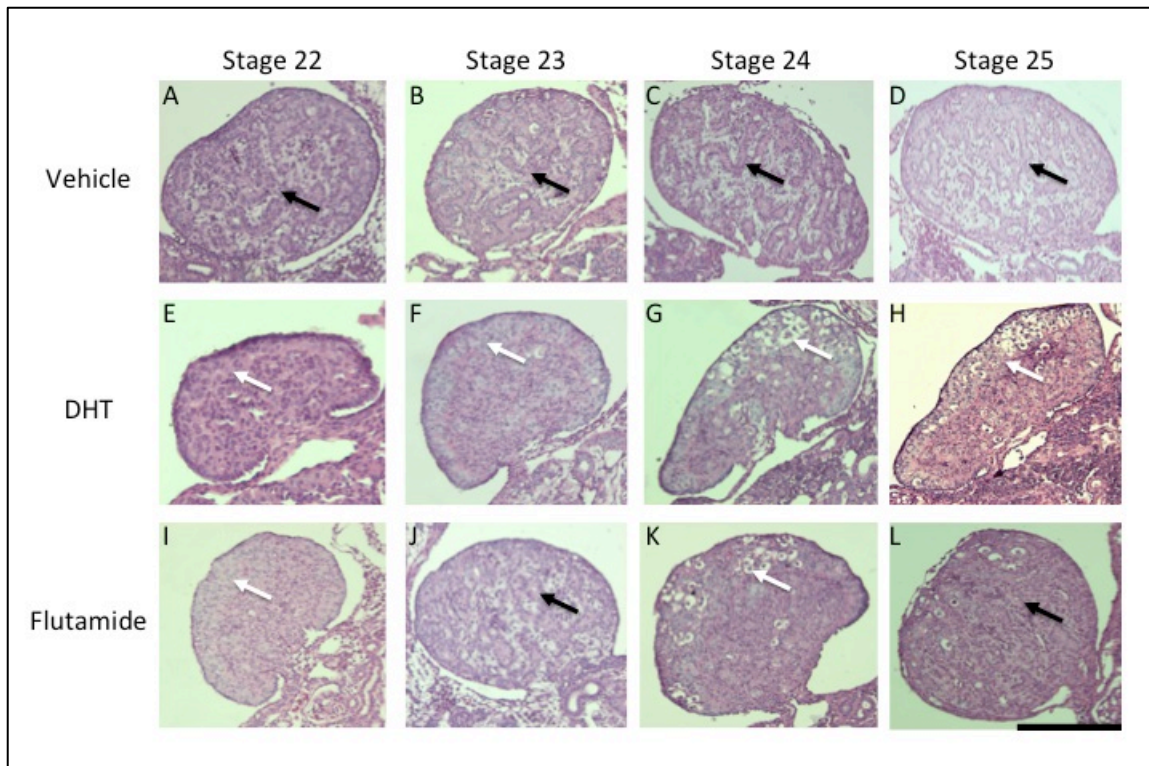 Stage 22 Stage 23 Stage 24 Stage 25
A B C D
Vehicle
E F G H
DHT
I J K L
Flutamide